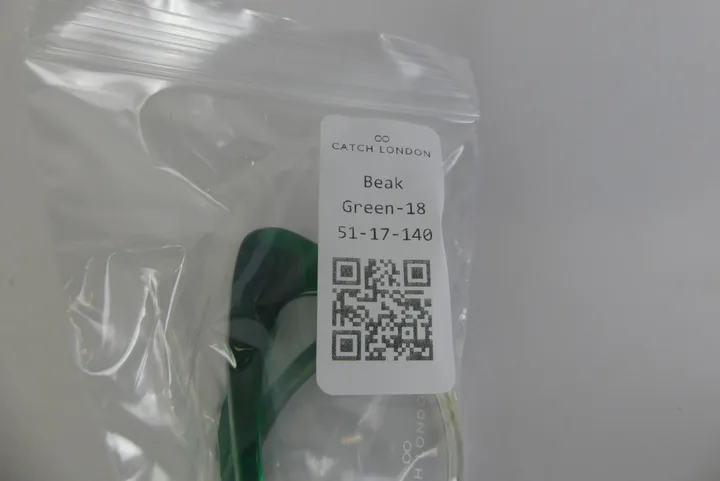 CATCH LONDON
Beak
Green-18
51-17-140